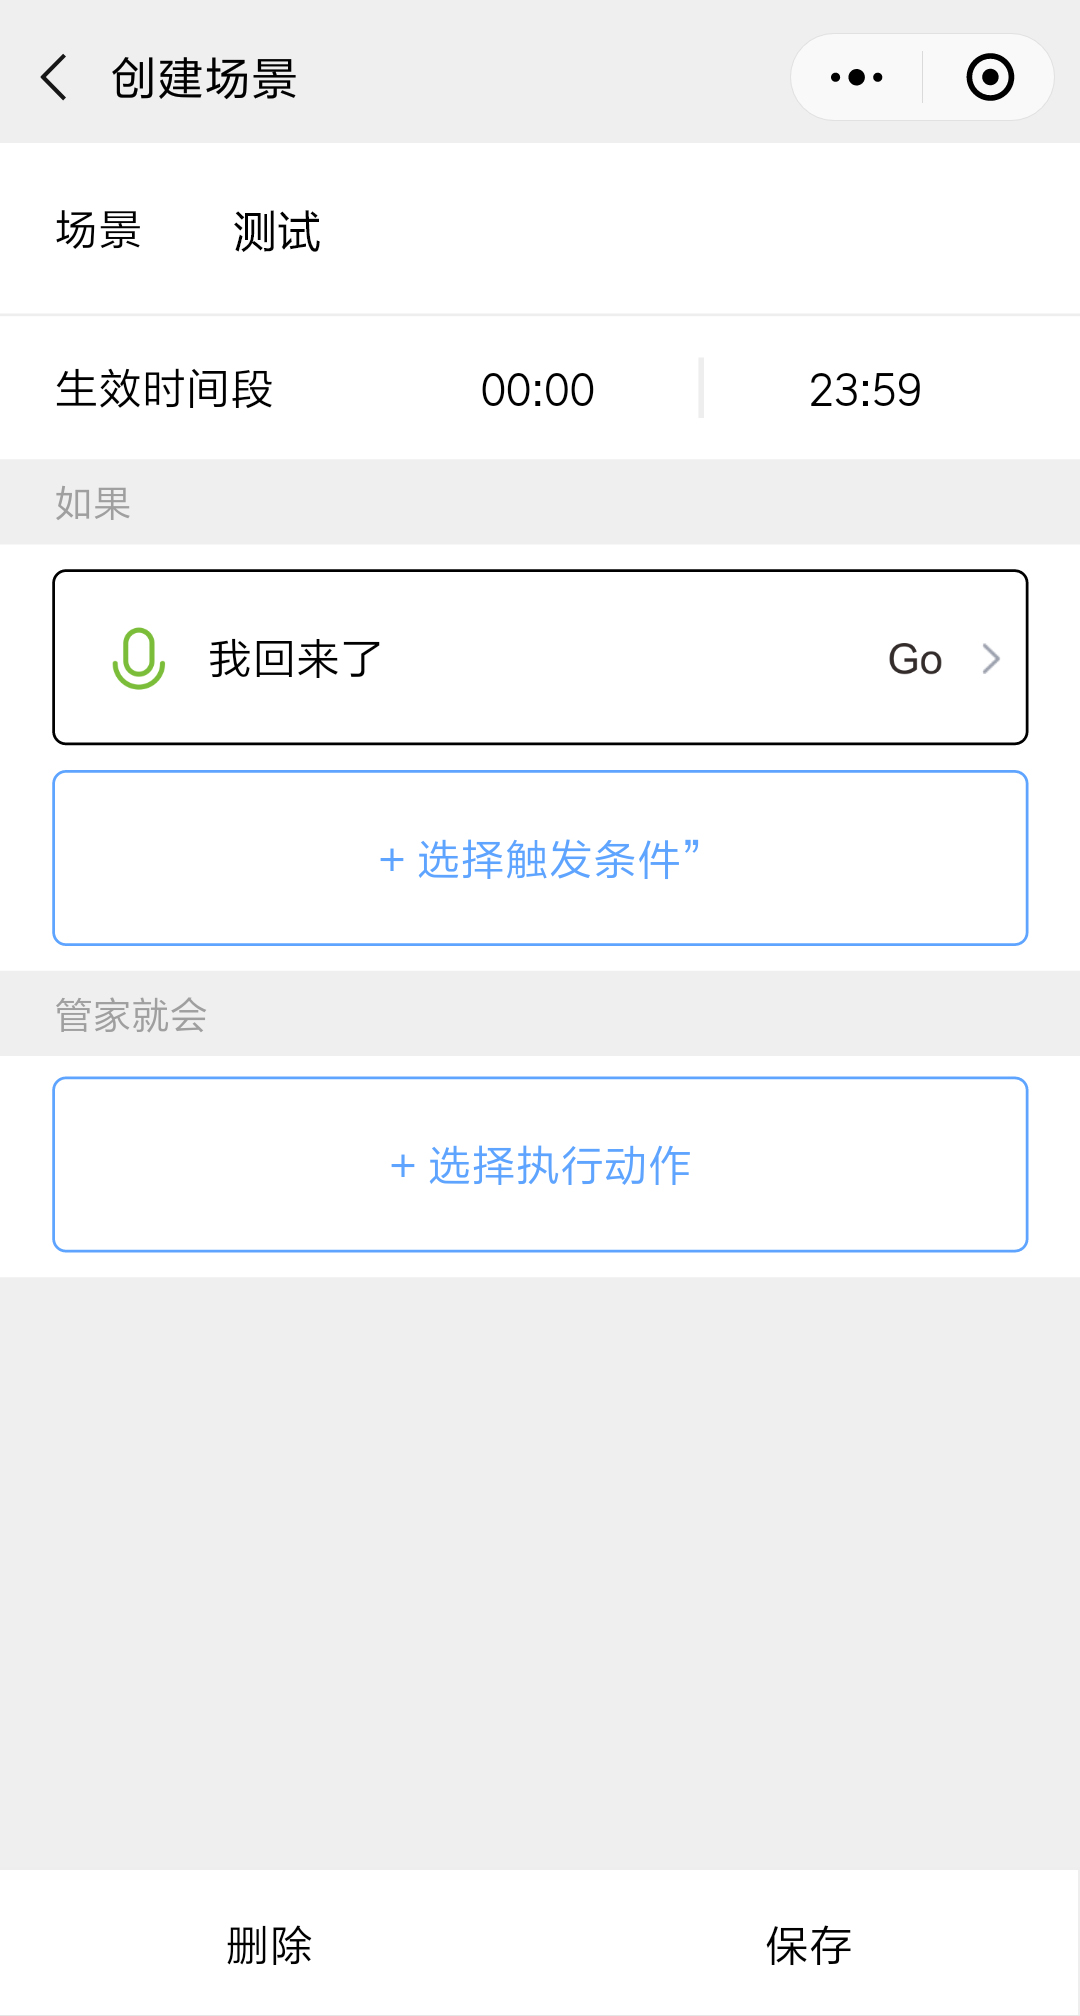 创建场景
场景 测试
生效时间段 00:00 23:59
如果
我回来了 Go
+ 选择触发条件”
管家就会
+ 选择执行动作
删除 保存